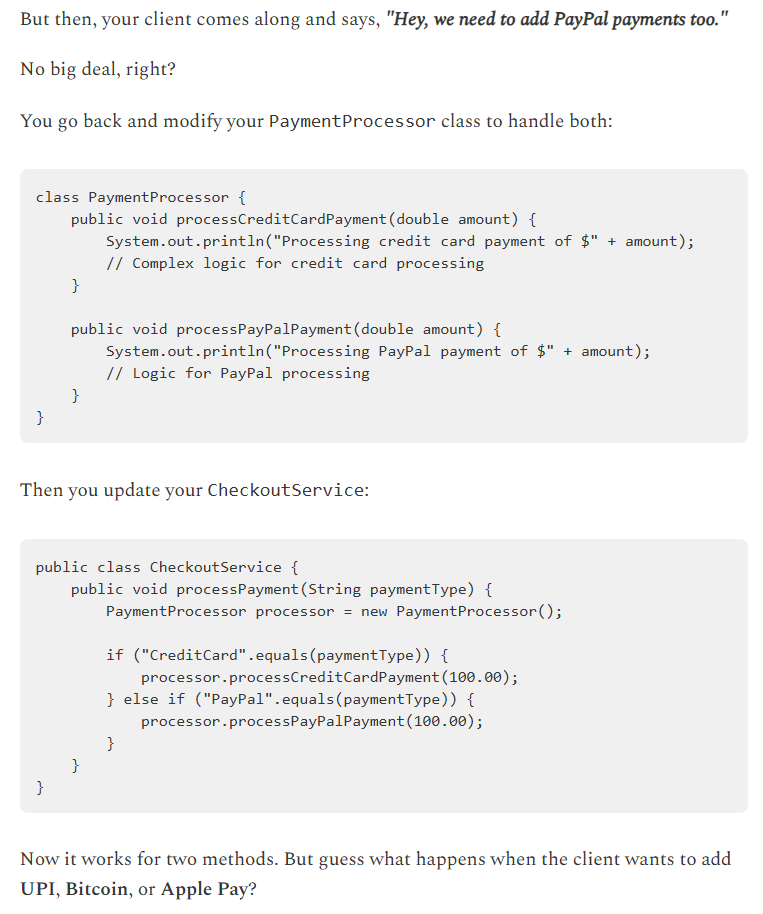 But then, your client comes along and says, "Hey, we need to add PayPal payments too."
No big deal, right?
You go back and modify your PaymentProcessor class to handle both:
class PaymentProcessor {
    public void processCreditCardPayment(double amount) {
        System.out.println("Processing credit card payment of $" + amount);
        // Complex logic for credit card processing
    }
    public void processPayPalPayment(double amount) {
        System.out.println("Processing PayPal payment of $" + amount);
        // Logic for PayPal processing
    }
}
Then you update your CheckoutService:
public class CheckoutService {
    public void processPayment(String paymentType) {
        PaymentProcessor processor = new PaymentProcessor();
        if ("CreditCard".equals(paymentType)) {
            processor.processCreditCardPayment(100.00);
        } else if ("PayPal".equals(paymentType)) {
            processor.processPayPalPayment(100.00);
        }
    }
}
Now it works for two methods. But guess what happens when the client wants to add
UPI, Bitcoin, or Apple Pay?